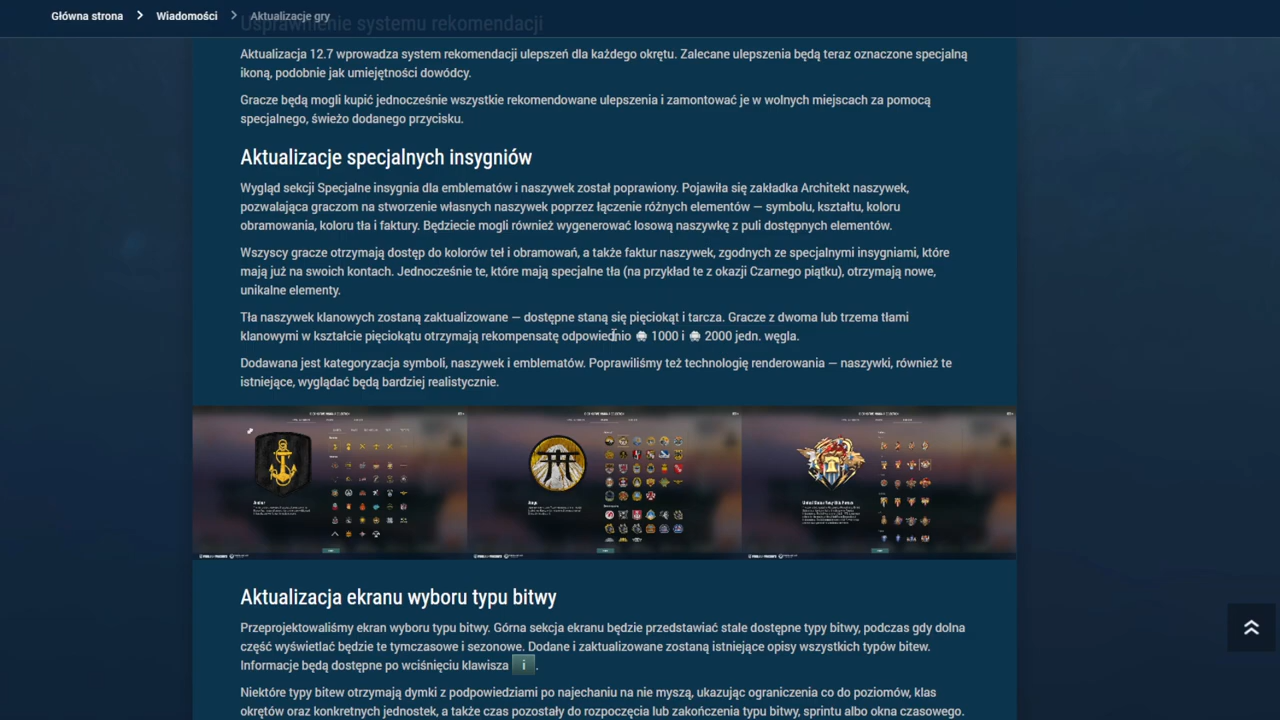 Główna strona
Wiadomości
Aktualizacje gry
Usprawnienie systemu rekomendacji
Aktualizacja 12.7 wprowadza system rekomendacji ulepszeń dla każdego okrętu. Zalecane ulepszenia będą teraz oznaczone specjalną
ikoną, podobnie jak umiejętności dowódcy.
Gracze będą mogli kupić jednocześnie wszystkie rekomendowane ulepszenia i zamontować je w wolnych miejscach za pomocą
specjalnego, świeżo dodanego przycisku.
Aktualizacje specjalnych insygniów
Wygląd sekcji Specjalne insygnia dla emblematów i naszywek został poprawiony. Pojawiła się zakładka Architekt naszywek,
pozwalająca graczom na stworzenie własnych naszywek poprzez łączenie różnych elementów — symbolu, kształtu, koloru
obramowania, koloru tła i faktury. Będziecie mogli również wygenerować losową naszywkę z puli dostępnych elementów.
Wszyscy gracze otrzymają dostęp do kolorów teł i obramowań, a także faktur naszywek, zgodnych ze specjalnymi insygniami, które
mają już na swoich kontach. Jednocześnie te, które mają specjalne tła (na przykład te z okazji Czarnego piątku), otrzymają nowe,
unikalne elementy.
Tła naszywek klanowych zostaną zaktualizowane — dostępne staną się pięciokąt i tarcza. Gracze z dwoma lub trzema tłami
klanowymi w kształcie pięciokątu otrzymają rekompensatę odpowiednio 1000 i 2000 jedn. węgla.
Dodawana jest kategoryzacja symboli, naszywek i emblematów. Poprawiliśmy też technologię renderowania — naszywki, również te
istniejące, wyglądać będą bardziej realistycznie.
Aktualizacja ekranu wyboru typu bitwy
Przeprojektowaliśmy ekran wyboru typu bitwy. Górna sekcja ekranu będzie przedstawiać stale dostępne typy bitwy, podczas gdy dolna
część wyświetlać będzie te tymczasowe i sezonowe. Dodane i zaktualizowane zostaną istniejące opisy wszystkich typów bitew.
Informacje będą dostępne po wciśnięciu klawisza i.
Niektóre typy bitew otrzymają dymki z podpowiedziami po najechaniu na nie myszą, ukazując ograniczenia co do poziomów, klas
okrętów oraz konkretnych jednostek, a także czas pozostały do rozpoczęcia lub zakończenia typu bitwy, sprintu albo okna czasowego.